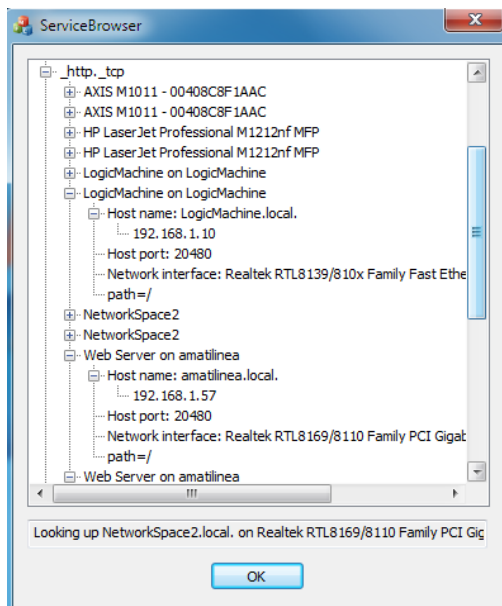 ServiceBrowser
_http._tcp
AXIS M1011 - 00408C8F1AAC
AXIS M1011 - 00408C8F1AAC
HP LaserJet Professional M1212nf MFP
HP LaserJet Professional M1212nf MFP
LogicMachine on LogicMachine
LogicMachine on LogicMachine
Host name: LogicMachine.local.
192.168.1.10
Host port: 20480
Network interface: Realtek RTL8139/810x Family Fast Ethe
path=/
NetworkSpace2
NetworkSpace2
Web Server on amatilinea
Host name: amatilinea.local.
192.168.1.57
Host port: 20480
Network interface: Realtek RTL8169/8110 Family PCI Gigab
path=/
Web Server on amatilinea
Looking up NetworkSpace2.local. on Realtek RTL8169/8110 Family PCI Gig
OK